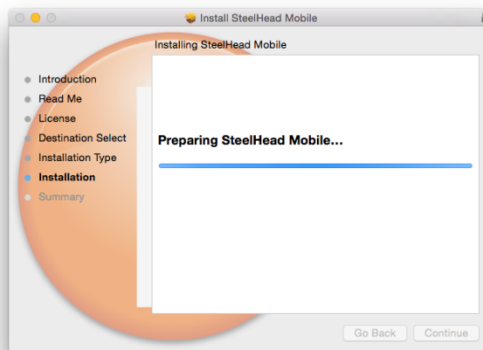 Install SteelHead Mobile
Installing SteelHead Mobile
Introduction
Read Me
License
Destination Select
Installation Type
Installation
Summary
Preparing SteelHead Mobile...
Go Back
Continue